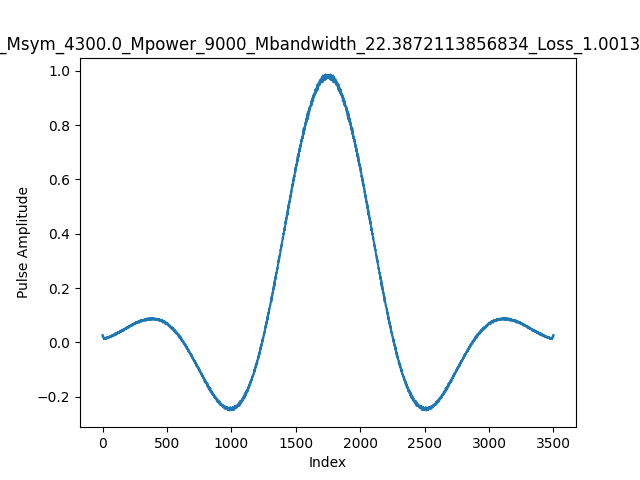 _Msym_4300.0_Mpower_9000_Mbandwidth_22.3872113856834_Loss_1.0013
1.0
0.8
0.6
0.4
0.2
0.0
−0.2
Pulse Amplitude
0 500 1000 1500 2000 2500 3000 3500
Index